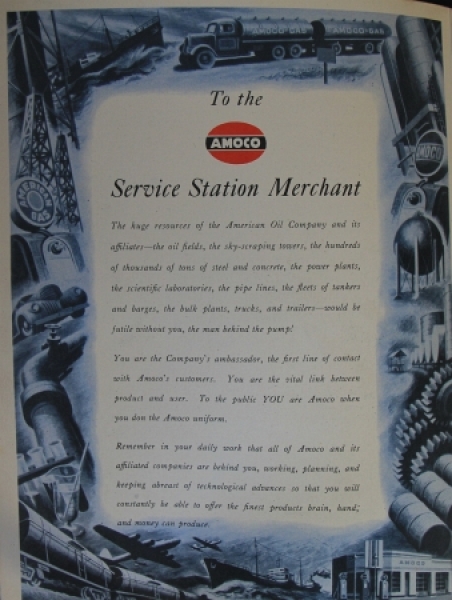 AMOCO-GAS AMOCO-GAS
To the
AMOCO
Service Station Merchant
The huge resources of the American Oil Company and its
affiliates—the oil fields, the sky-scraping towers, the hundreds
of thousands of tons of steel and concrete, the power plants,
the scientific laboratories, the pipe lines, the fleets of tankers
and barges, the bulk plants, trucks, and trailers—would be
futile without you, the man behind the pump!
You are the Company's ambassador, the first line of contact
with Amoco's customers. You are the vital link between
product and user. To the public YOU are Amoco when
you don the Amoco uniform.
Remember in your daily work that all of Amoco and its
affiliated companies are behind you, working, planning, and
keeping abreast of technological advances so that you will
constantly be able to offer the finest products brain, hand,
and money can produce.
AMERICAN
GAS
AMOCO
AMOCO